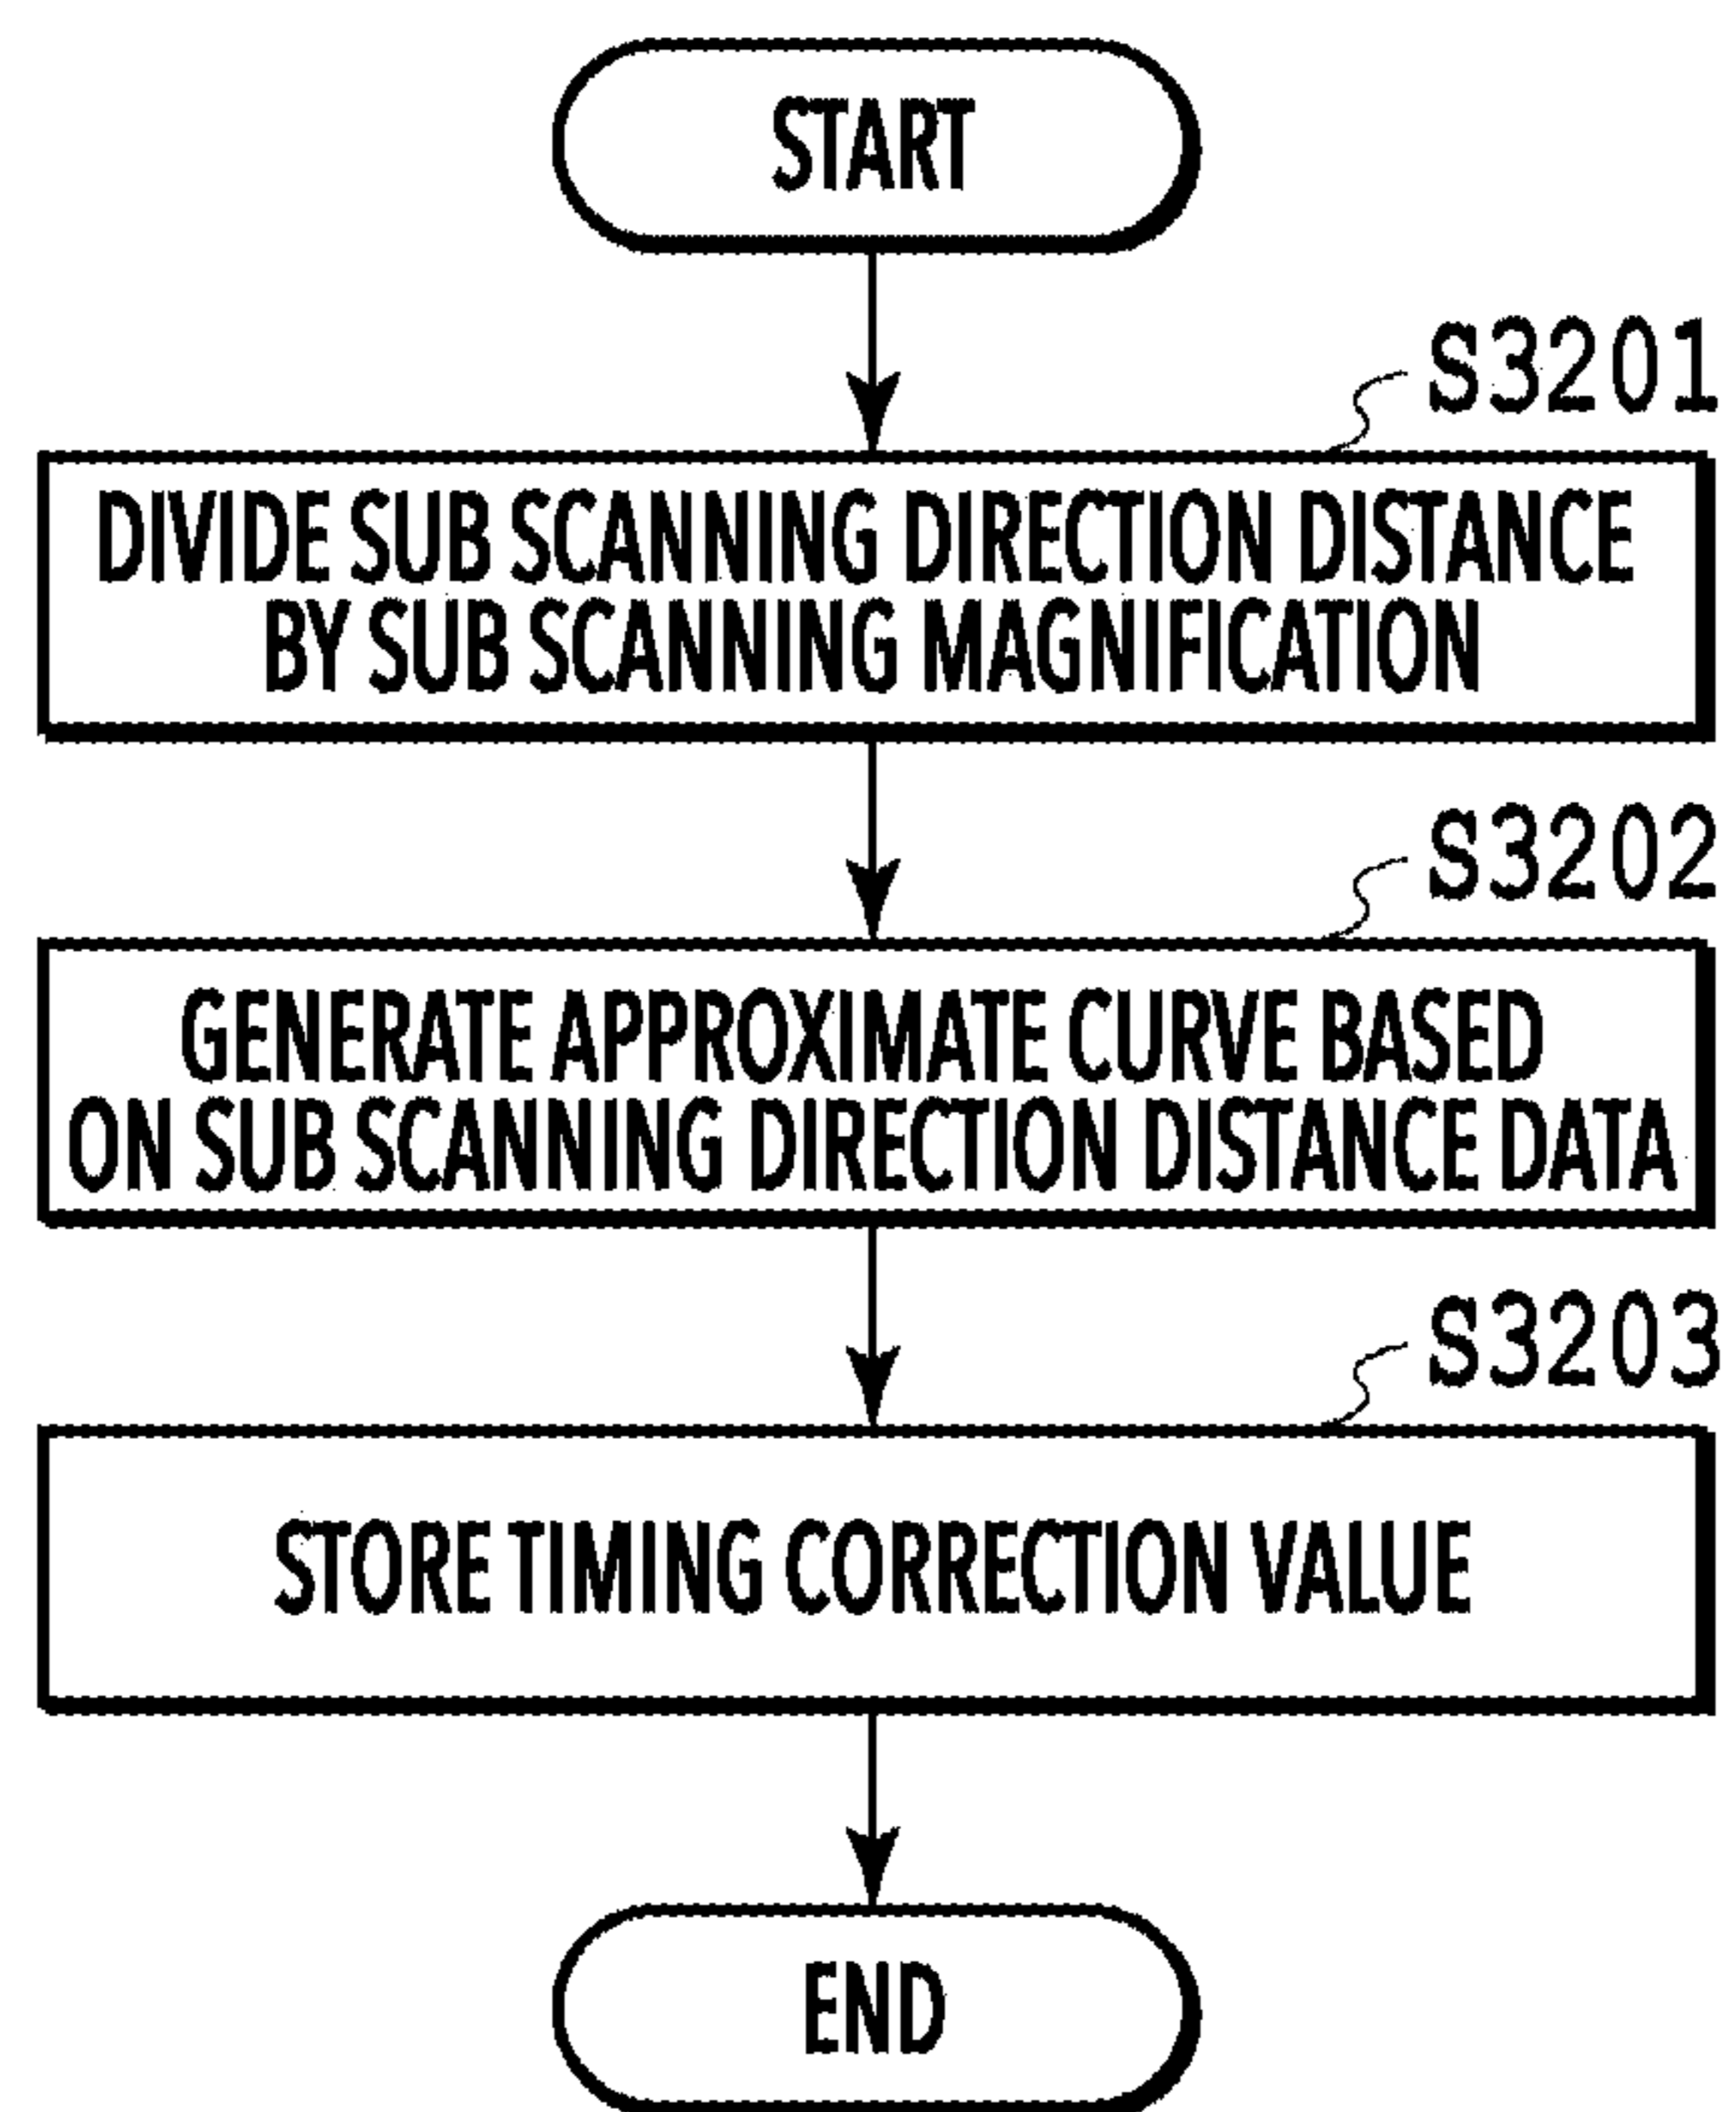 START
S3201
DIVIDE SUB SCANNING DIRECTION DISTANCE
BY SUB SCANNING MAGNIFICATION
S3202
GENERATE APPROXIMATE CURVE BASED
ON SUB SCANNING DIRECTION DISTANCE DATA
S3203
STORE TIMING CORRECTION VALUE
END